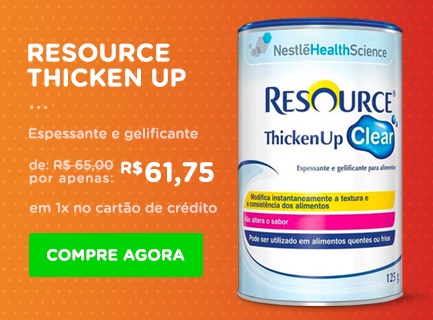 RESOURCE
THICKEN UP
...
Espessante e gelificante
de: R$ 65,00
por apenas: R$ 61,75
em 1x no cartão de crédito
COMPRE AGORA
NestléHealthScience
RESOURCE®
ThickenUp Clear
Espessante e gelificante para alimentos
Modifica instantaneamente a textura e
a consistência dos alimentos
Não altera o sabor
Pode ser utilizado em alimentos quentes ou frios
125 g